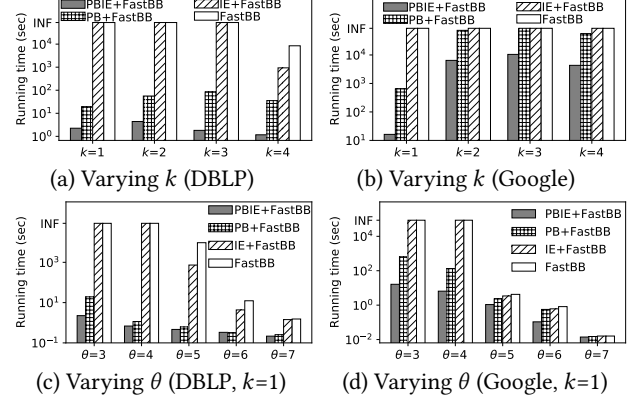 Running time (sec)
INF
10^4
10^3
10^2
10^1
10^0
PBIE+FastBB
PB+FastBB
IE+FastBB
FastBB
k=1 k=2 k=3 k=4
(a) Varying k (DBLP)
Running time (sec)
INF
10^4
10^3
10^2
10^1
PBIE+FastBB
PB+FastBB
IE+FastBB
FastBB
k=1 k=2 k=3 k=4
(b) Varying k (Google)
Running time (sec)
INF
10^3
10^1
10^-1
PBIE+FastBB
PB+FastBB
IE+FastBB
FastBB
θ=3 θ=4 θ=5 θ=6 θ=7
(c) Varying θ (DBLP, k=1)
Running time (sec)
INF
10^2
10^0
10^-2
PBIE+FastBB
PB+FastBB
IE+FastBB
FastBB
θ=3 θ=4 θ=5 θ=6 θ=7
(d) Varying θ (Google, k=1)